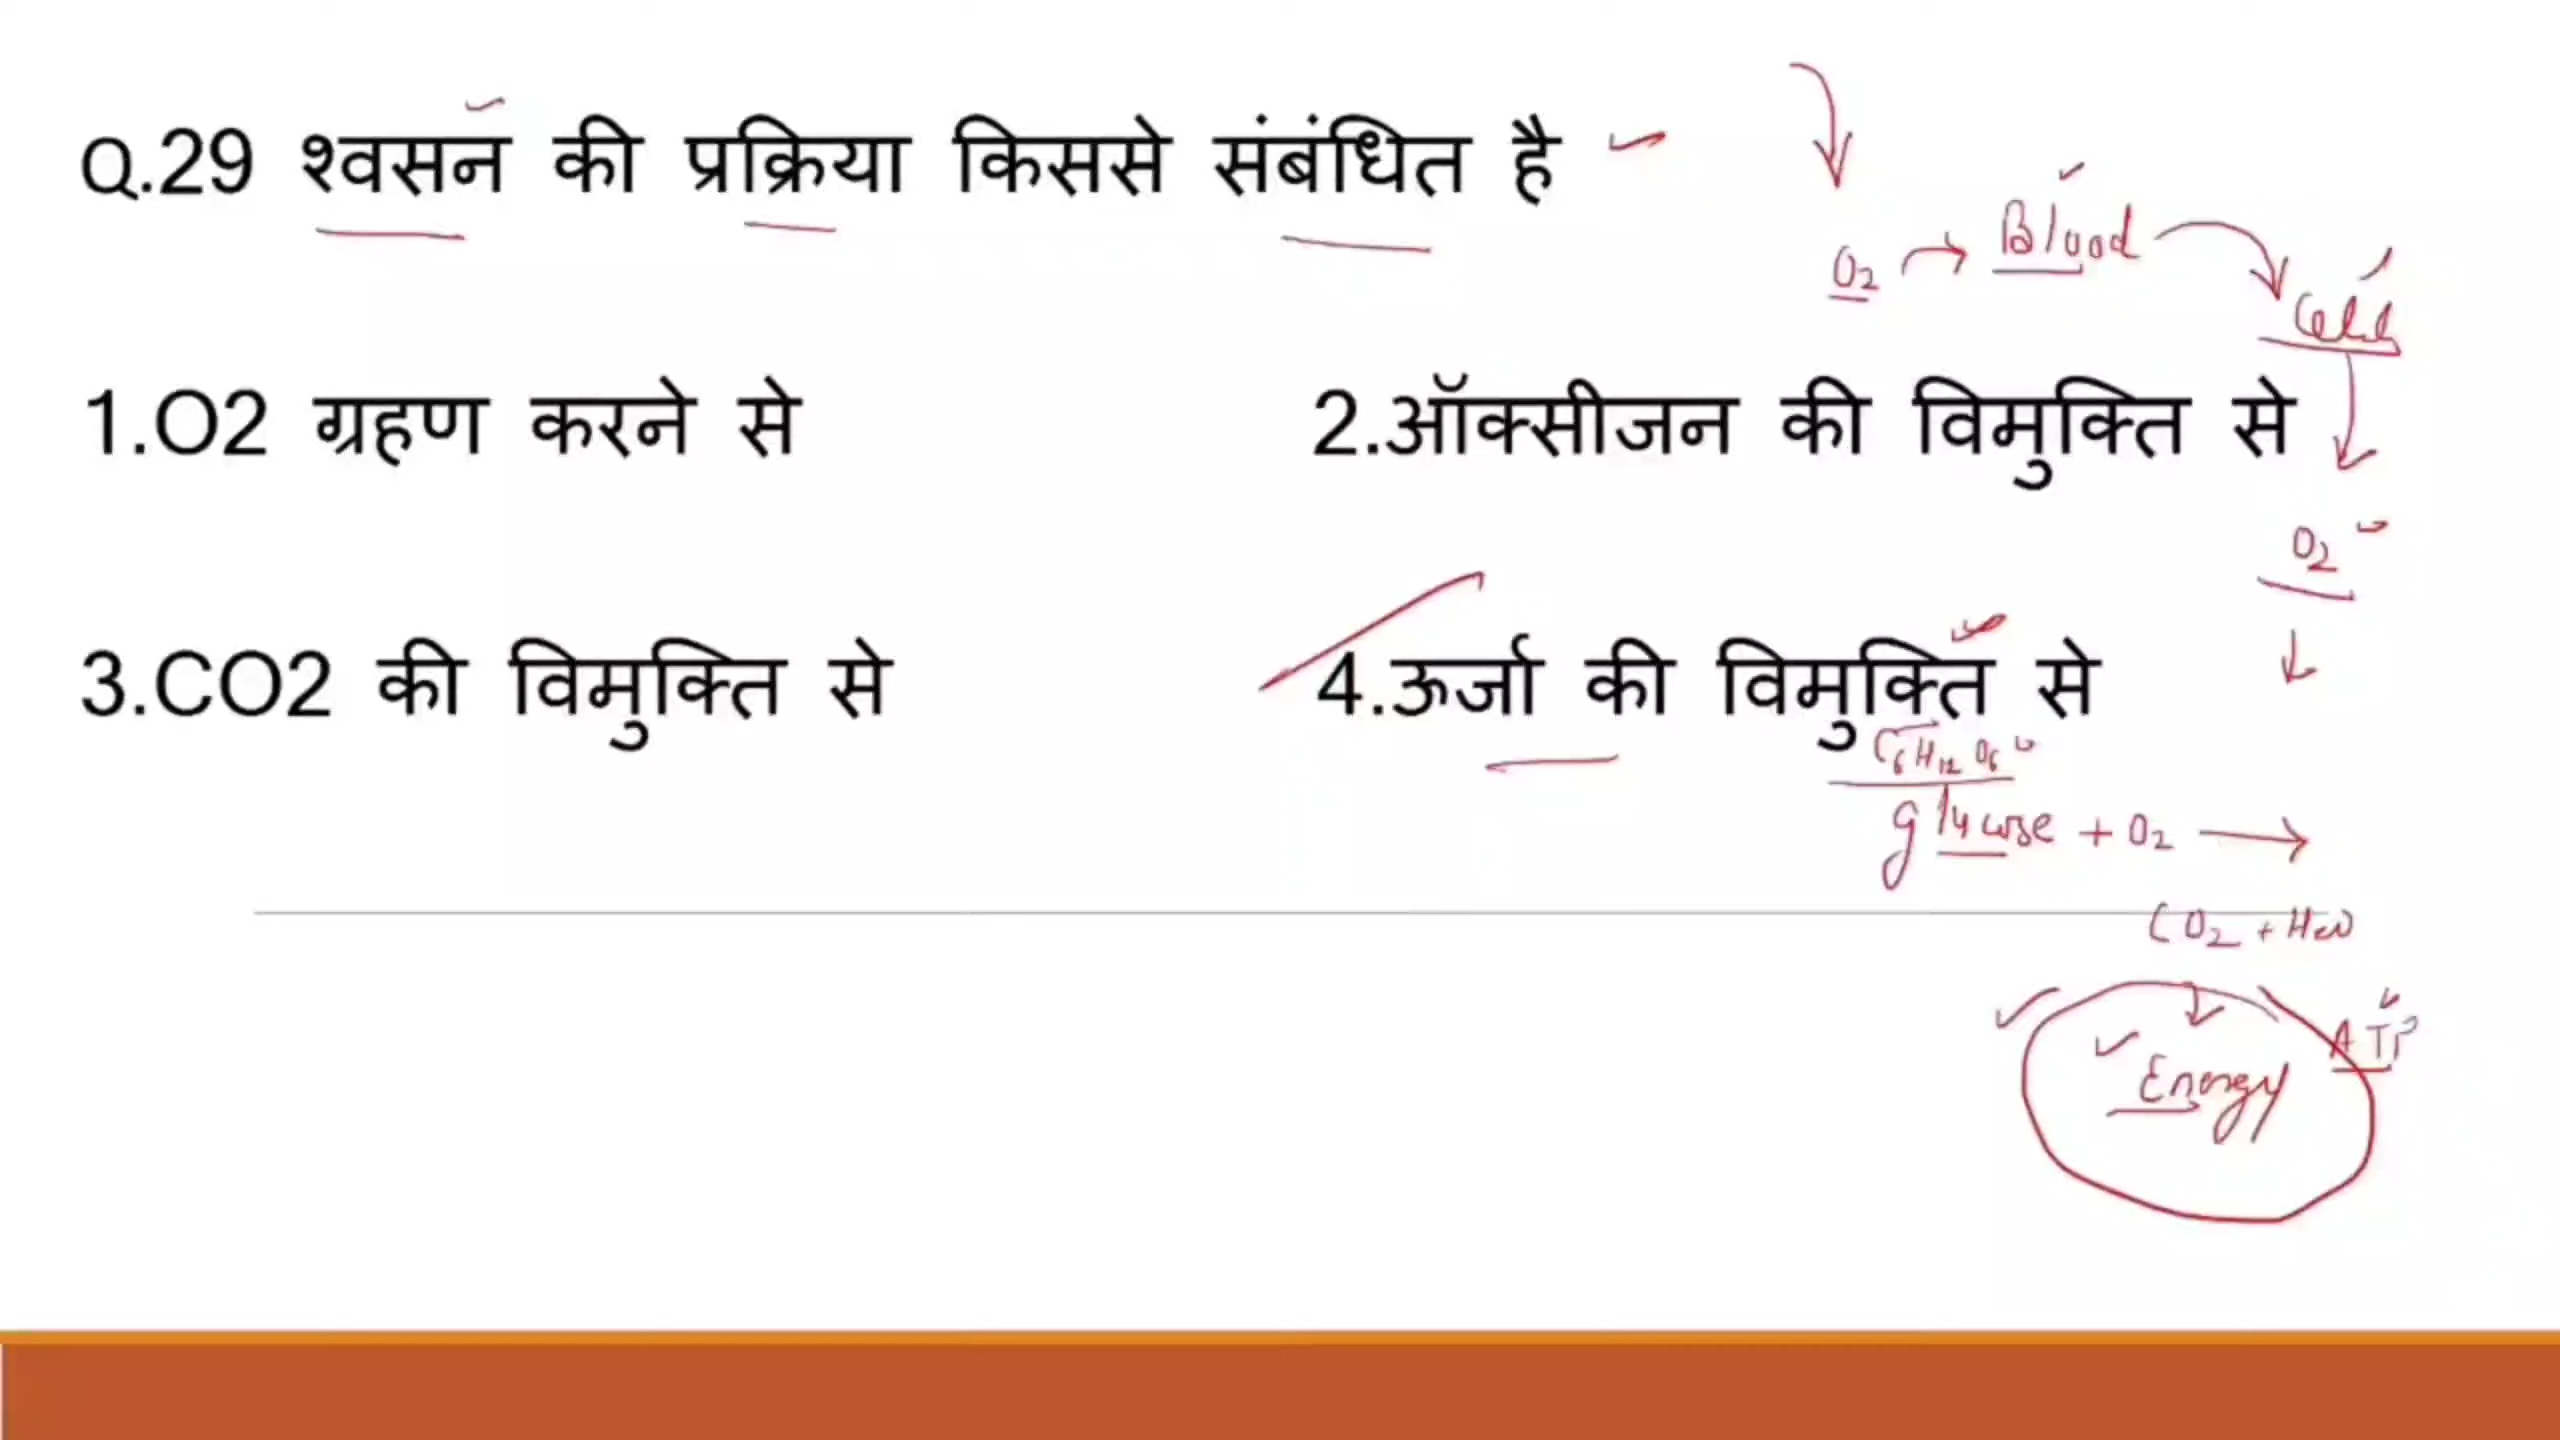 Q.29 श्वसन की प्रक्रिया किससे संबंधित है
O2 → Blood
Cell
1.O2 ग्रहण करने से
2.ऑक्सीजन की विमुक्ति से
O2
3.CO2 की विमुक्ति से
4.ऊर्जा की विमुक्ति से
C6H12O6
glucose + O2 →
CO2 +
ATP
Energy